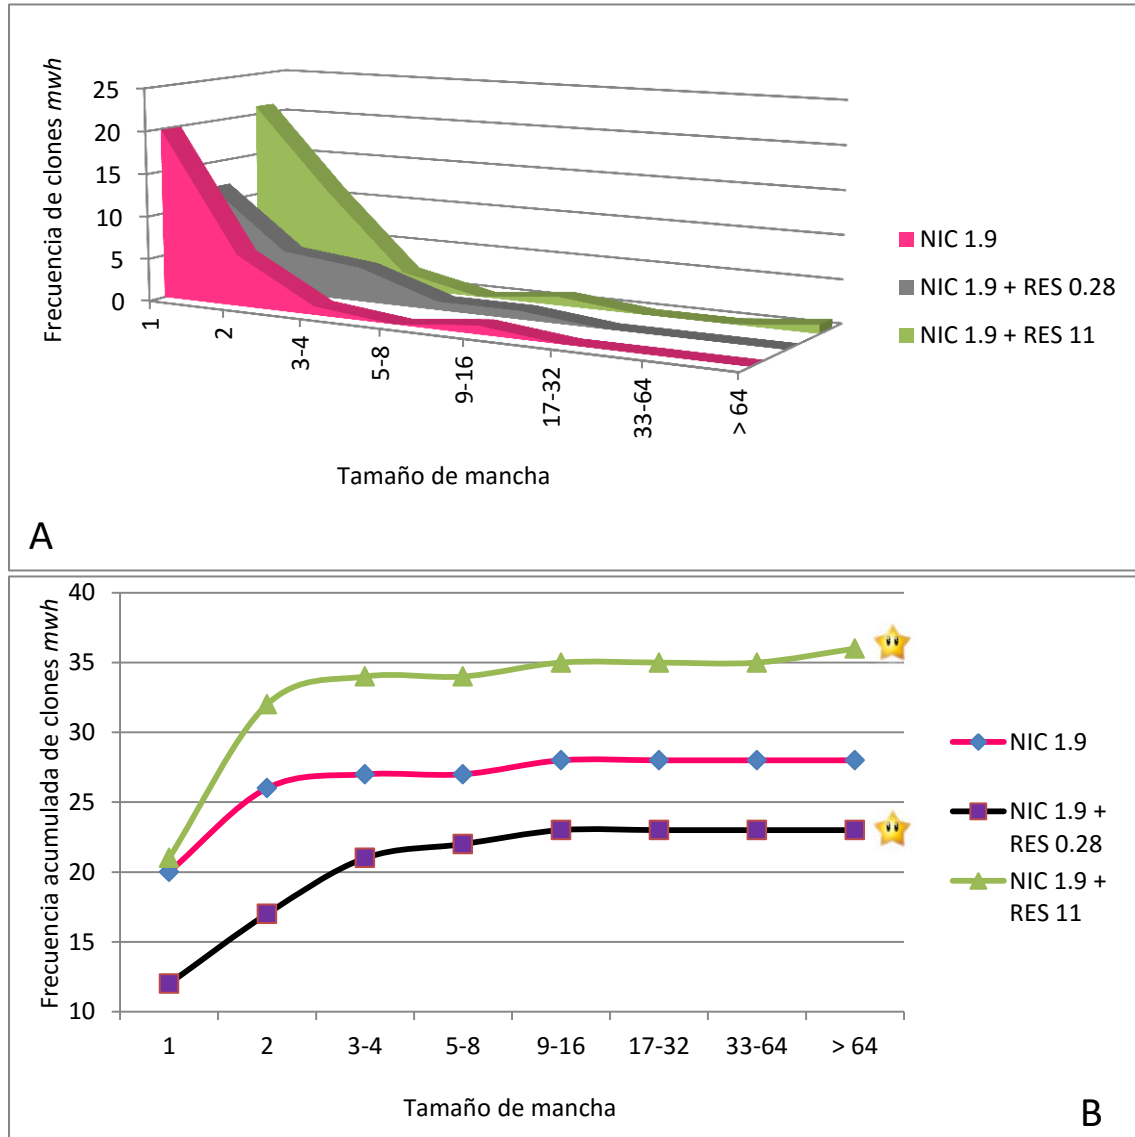 Frecuencia de clones mwh
25
20
15
10
5
0
1
2
3-4
5-8
9-16
17-32
33-64
> 64
Tamaño de mancha
NIC 1.9
NIC 1.9 + RES 0.28
NIC 1.9 + RES 11
A
Frecuencia acumulada de clones mwh
40
35
30
25
20
15
10
1
2
3-4
5-8
9-16
17-32
33-64
> 64
Tamaño de mancha
NIC 1.9
NIC 1.9 +
RES 0.28
NIC 1.9 +
RES 11
B